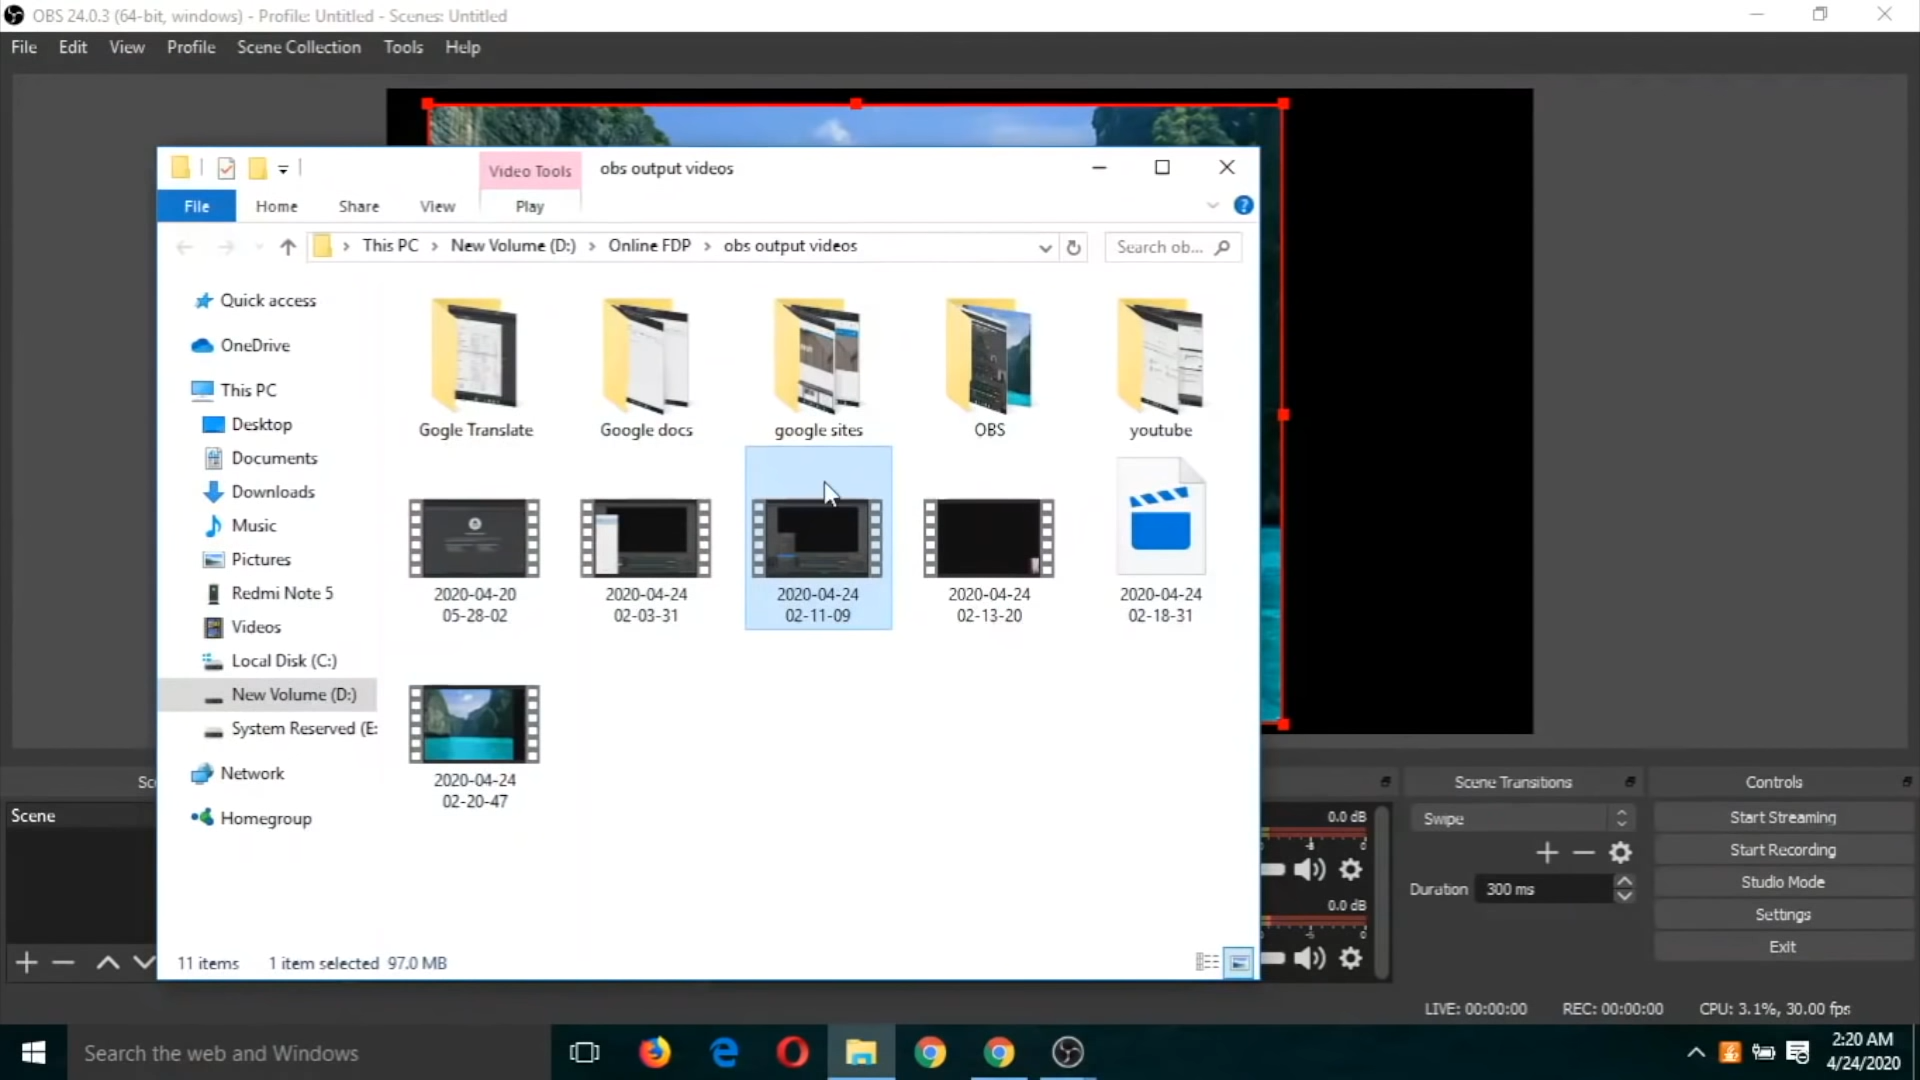 OBS 24.0.3 (64-bit, windows) - Profile: Untitled - Scenes: Untitled
File Edit View Profile Scene Collection Tools Help
Video Tools obs output videos
File Home Share View Play
This PC New Volume (D:) Online FDP obs output videos
Search ob...
Quick access
OneDrive
This PC
Desktop
Documents
Downloads
Music
Pictures
Redmi Note 5
Videos
Local Disk (C:)
New Volume (D:)
System Reserved (E:
Network
Homegroup
Gogle Translate
Google docs
google sites
OBS
youtube
2020-04-20
05-28-02
2020-04-24
02-03-31
2020-04-24
02-11-09
2020-04-24
02-13-20
2020-04-24
02-18-31
2020-04-24
02-20-47
11 items 1 item selected 97.0 MB
Sc
Scene
0.0 dB
0.0 dB
Scene Transitions
Swipe
Duration 300 ms
Controls
Start Streaming
Start Recording
Studio Mode
Settings
Exit
LIVE: 00:00:00 REC: 00:00:00 CPU: 3.1%, 30.00 fps
Search the web and Windows
2:20 AM
4/24/2020